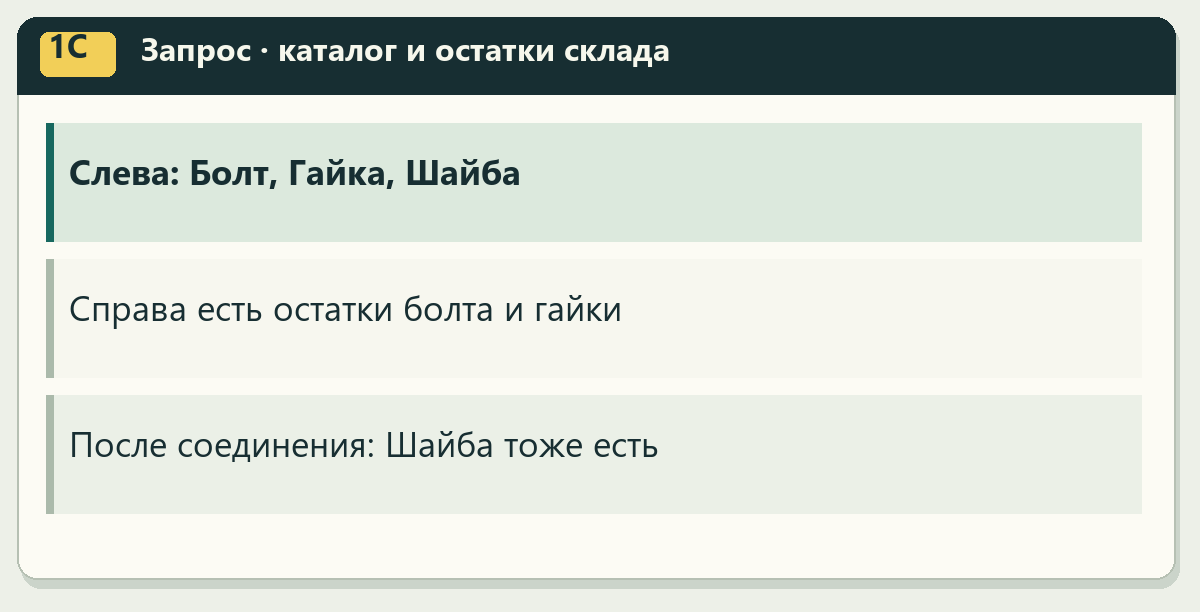 1С
Запрос · каталог и остатки склада
Слева: Болт, Гайка, Шайба
Справа есть остатки болта и гайки
После соединения: Шайба тоже есть